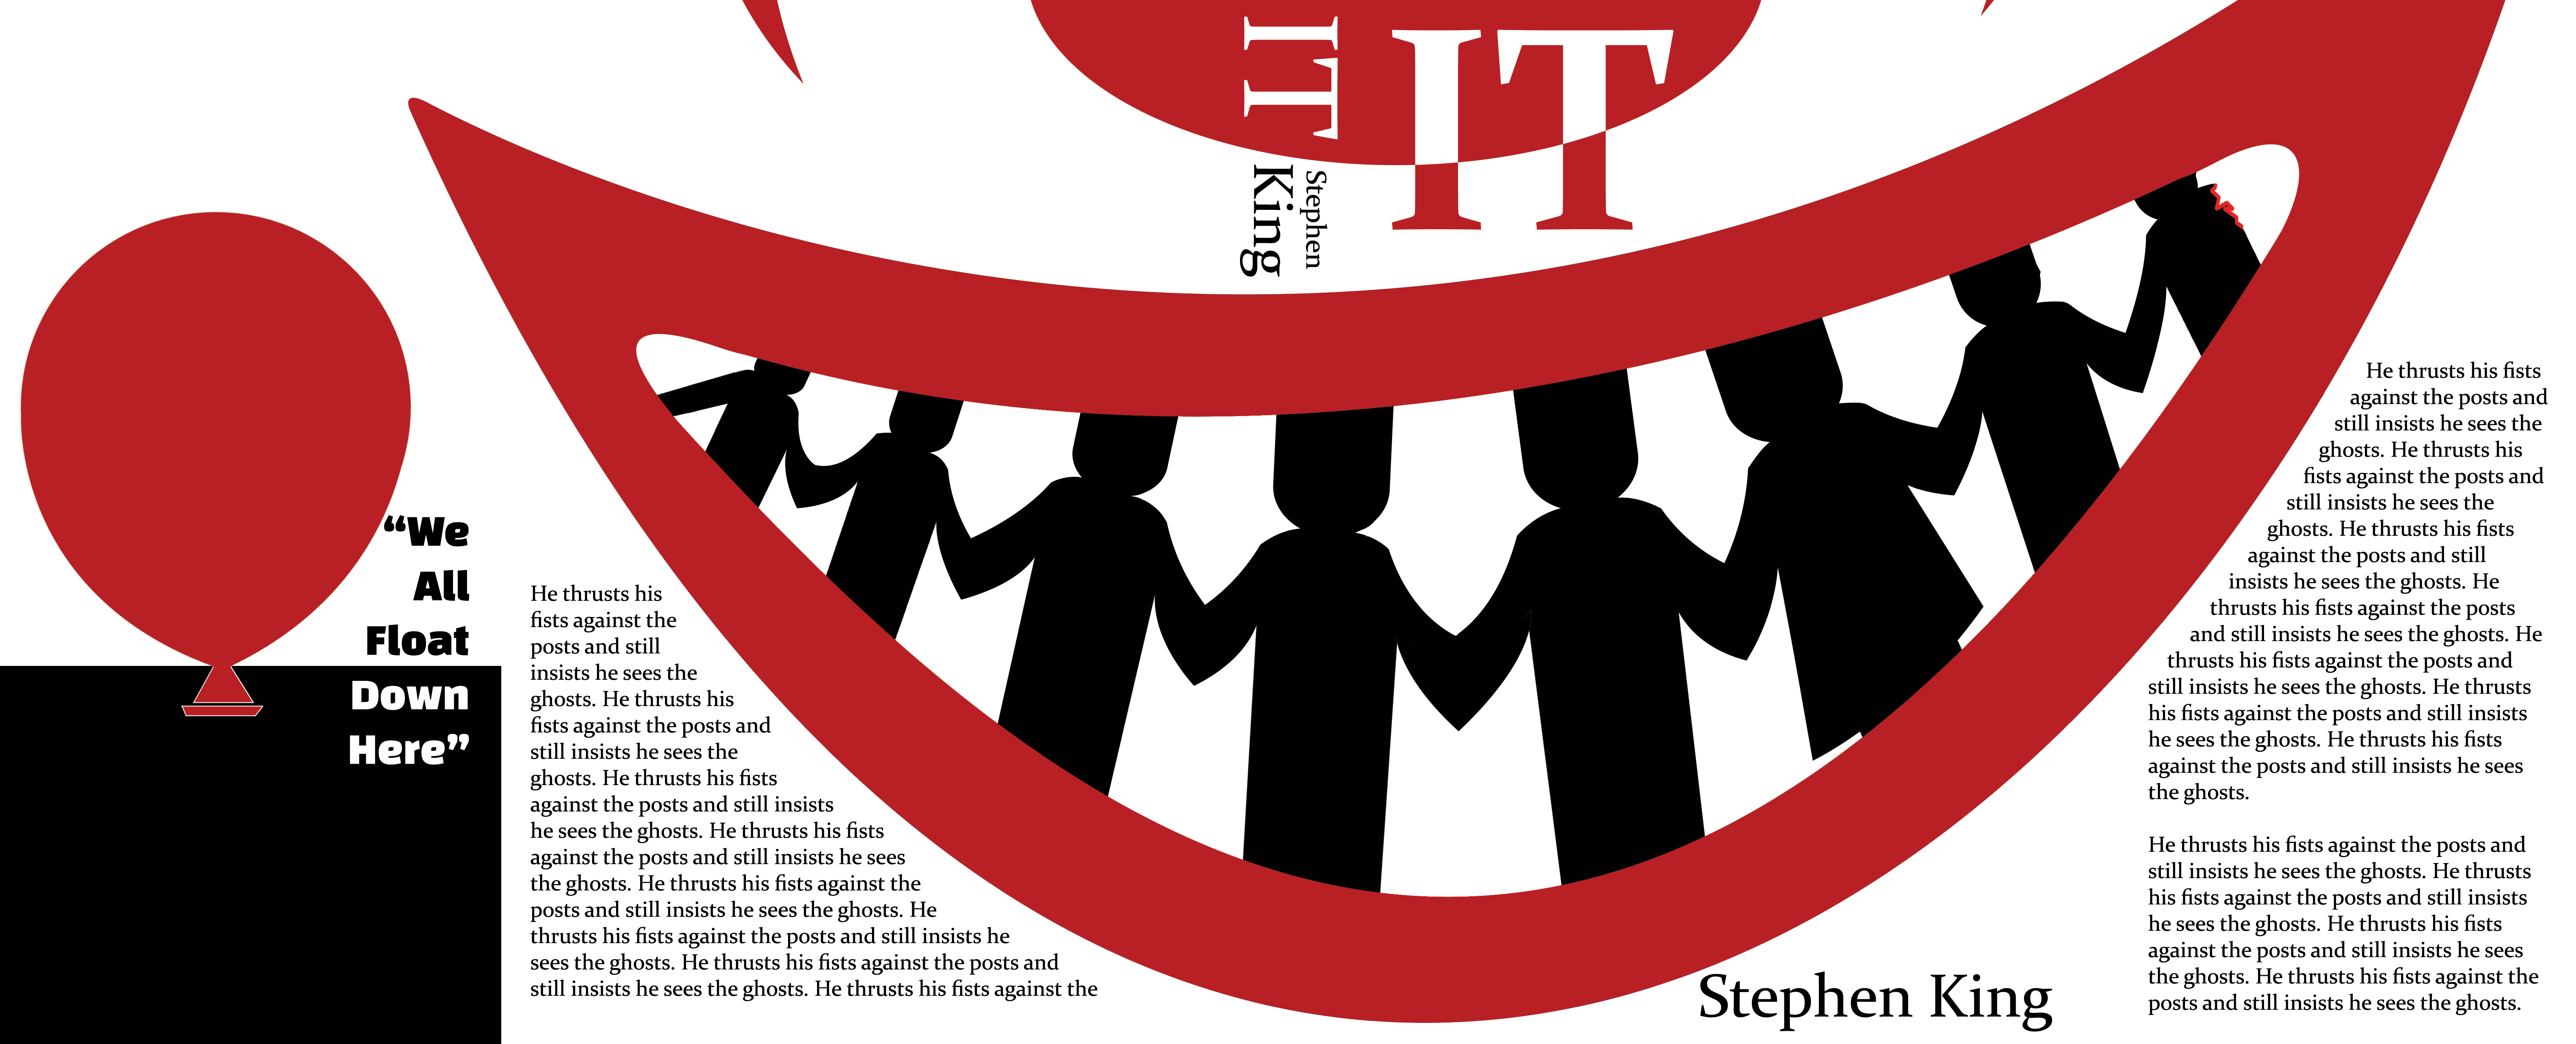 “We
All
Float
Down
Here”
He thrusts his
fists against the
posts and still
insists he sees the
ghosts. He thrusts his
fists against the posts and
still insists he sees the
ghosts. He thrusts his fists
against the posts and still insists
he sees the ghosts. He thrusts his fists
against the posts and still insists he sees
the ghosts. He thrusts his fists against the
posts and still insists he sees the ghosts. He
thrusts his fists against the posts and still insists he
sees the ghosts. He thrusts his fists against the posts and
still insists he sees the ghosts. He thrusts his fists against the
IT
Stephen
King
IT
Stephen King
He thrusts his fists
against the posts and
still insists he sees the
ghosts. He thrusts his
fists against the posts and
still insists he sees the
ghosts. He thrusts his fists
against the posts and still
insists he sees the ghosts. He
thrusts his fists against the posts
and still insists he sees the ghosts. He
thrusts his fists against the posts and
still insists he sees the ghosts. He thrusts
his fists against the posts and still insists
he sees the ghosts. He thrusts his fists
against the posts and still insists he sees
the ghosts.
He thrusts his fists against the posts and
still insists he sees the ghosts. He thrusts
his fists against the posts and still insists
he sees the ghosts. He thrusts his fists
against the posts and still insists he sees
the ghosts. He thrusts his fists against the
posts and still insists he sees the ghosts.